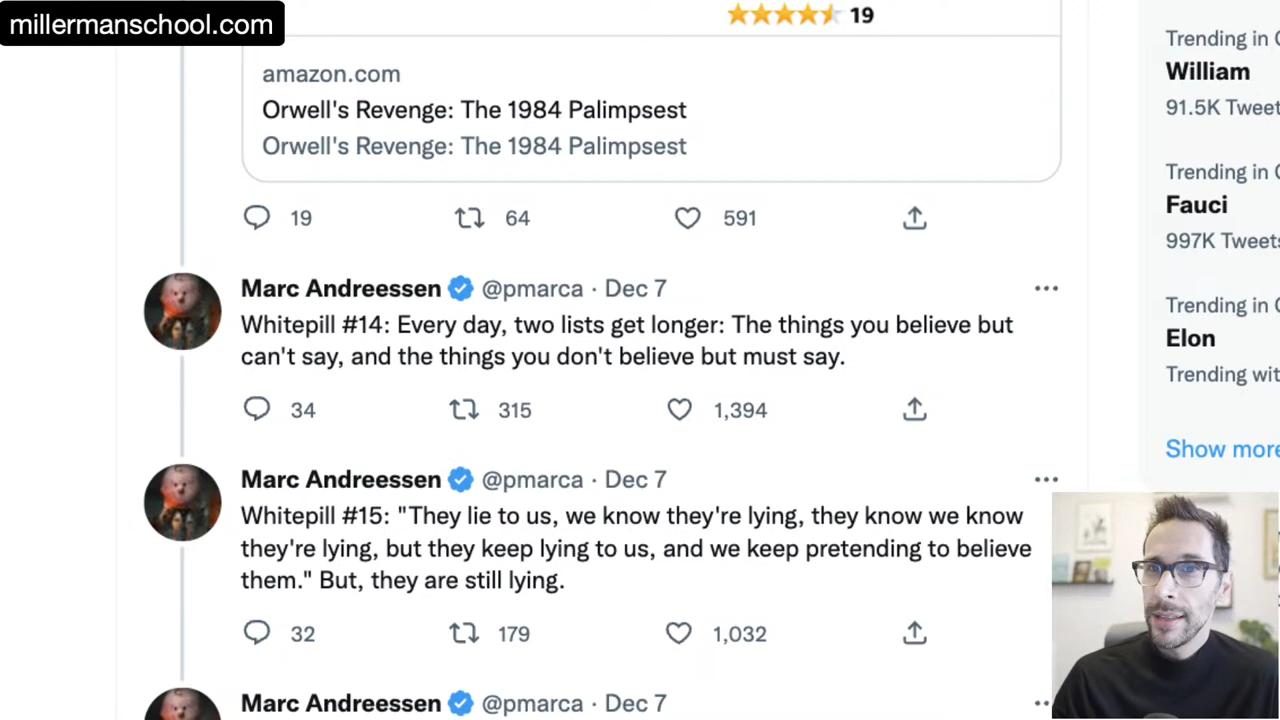 millermanschool.com
19
amazon.com
Orwell's Revenge: The 1984 Palimpsest
Orwell's Revenge: The 1984 Palimpsest
19 64 591
Marc Andreessen @pmarca · Dec 7
Whitepill #14: Every day, two lists get longer: The things you believe but
can't say, and the things you don't believe but must say.
34 315 1,394
Marc Andreessen @pmarca · Dec 7
Whitepill #15: "They lie to us, we know they're lying, they know we know
they're lying, but they keep lying to us, and we keep pretending to believe
them." But, they are still lying.
32 179 1,032
Marc Andreessen @pmarca · Dec 7
Trending in
William
91.5K Tweet
Trending in
Fauci
997K Tweets
Trending in
Elon
Trending wit
Show more